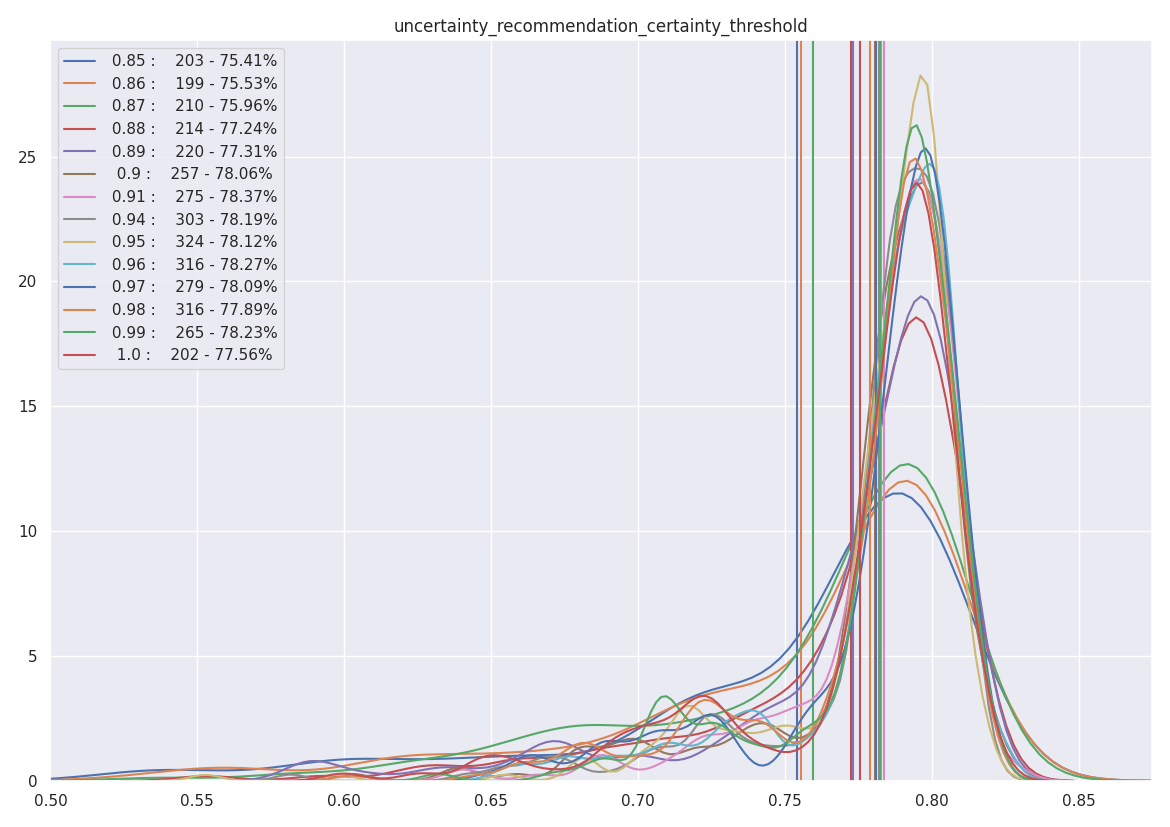 uncertainty_recommendation_certainty_threshold
0.85 : 203 - 75.41%
0.86 : 199 - 75.53%
0.87 : 210 - 75.96%
0.88 : 214 - 77.24%
0.89 : 220 - 77.31%
0.9 : 257 - 78.06%
0.91 : 275 - 78.37%
0.94 : 303 - 78.19%
0.95 : 324 - 78.12%
0.96 : 316 - 78.27%
0.97 : 279 - 78.09%
0.98 : 316 - 77.89%
0.99 : 265 - 78.23%
1.0 : 202 - 77.56%
25
20
15
10
5
0
0.50 0.55 0.60 0.65 0.70 0.75 0.80 0.85